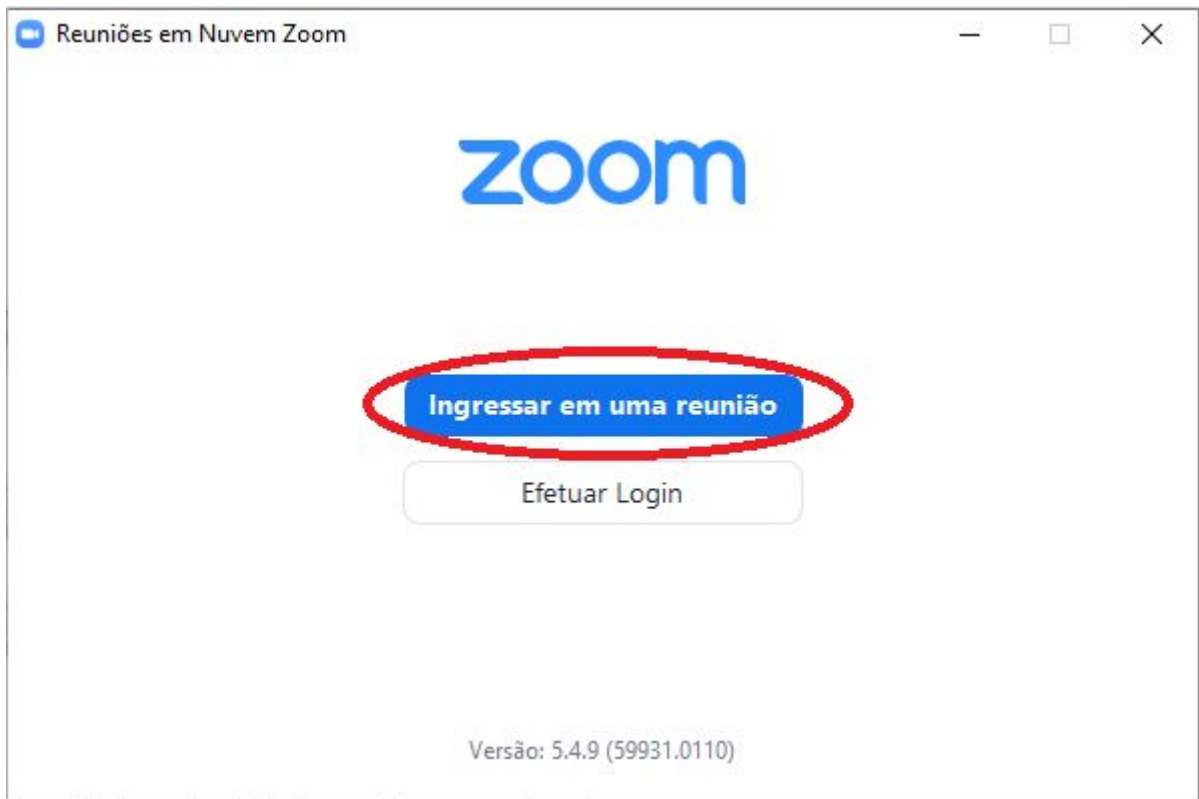 Reuniões em Nuvem Zoom
zoom
Ingressar em uma reunião
Efetuar Login
Versão: 5.4.9 (59931.0110)